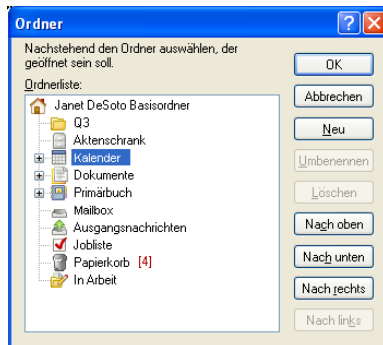 Ordner
Nachstehend den Ordner auswählen, der
geöffnet sein soll.
Ordnerliste:
Janet DeSoto Basisordner
Q3
Aktenschrank
Kalender
Dokumente
Primärbuch
Mailbox
Ausgangsnachrichten
Jobliste
Papierkorb [4]
In Arbeit
OK
Abbrechen
Neu
Umbenennen
Löschen
Nach oben
Nach unten
Nach rechts
Nach links